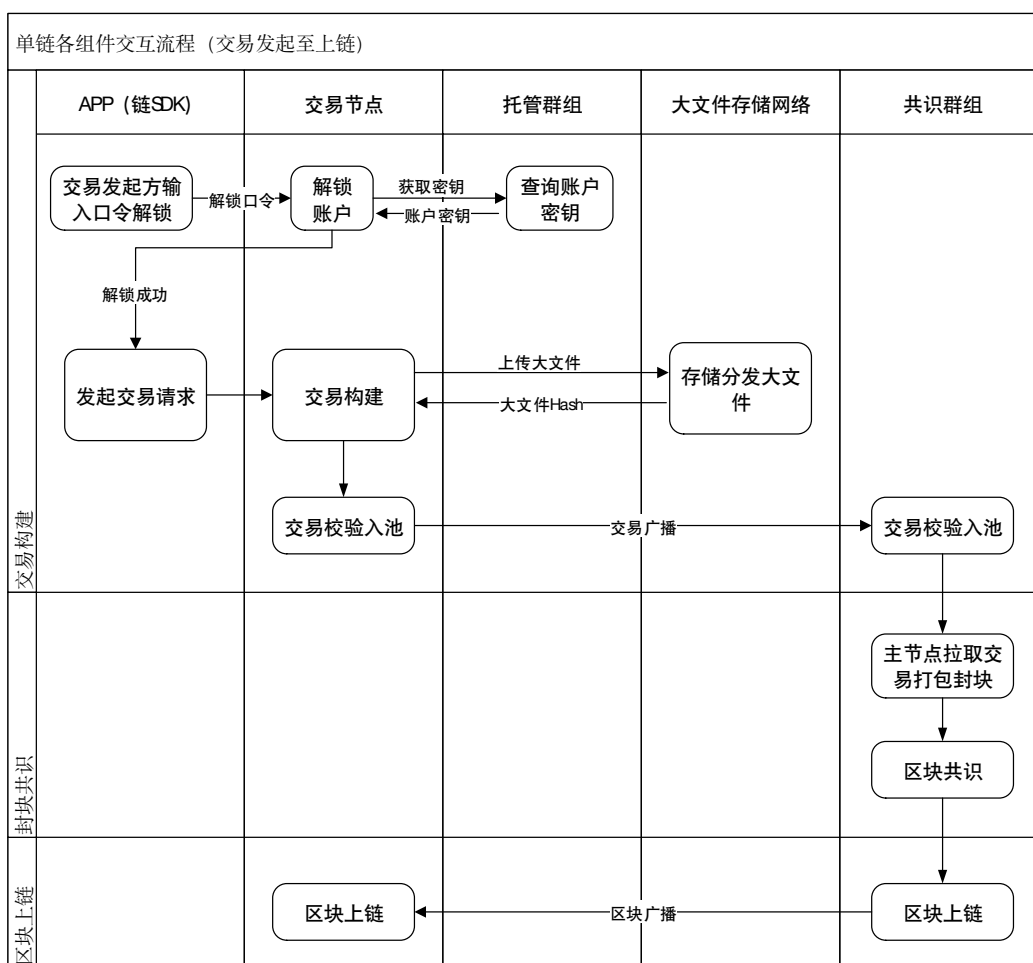 单链各组件交互流程（交易发起至上链）
APP（链SDK）
交易节点
托管群组
大文件存储网络
共识群组
交易发起方输
入口令解锁
解锁口令
解锁
账户
获取密钥
账户密钥
查询账户
密钥
解锁成功
发起交易请求
交易构建
上传大文件
大文件Hash
存储分发大文
件
交易校验入池
交易广播
交易校验入池
交易构建
主节点拉取交
易打包封块
区块共识
封块共识
区块上链
区块广播
区块上链
区块上链